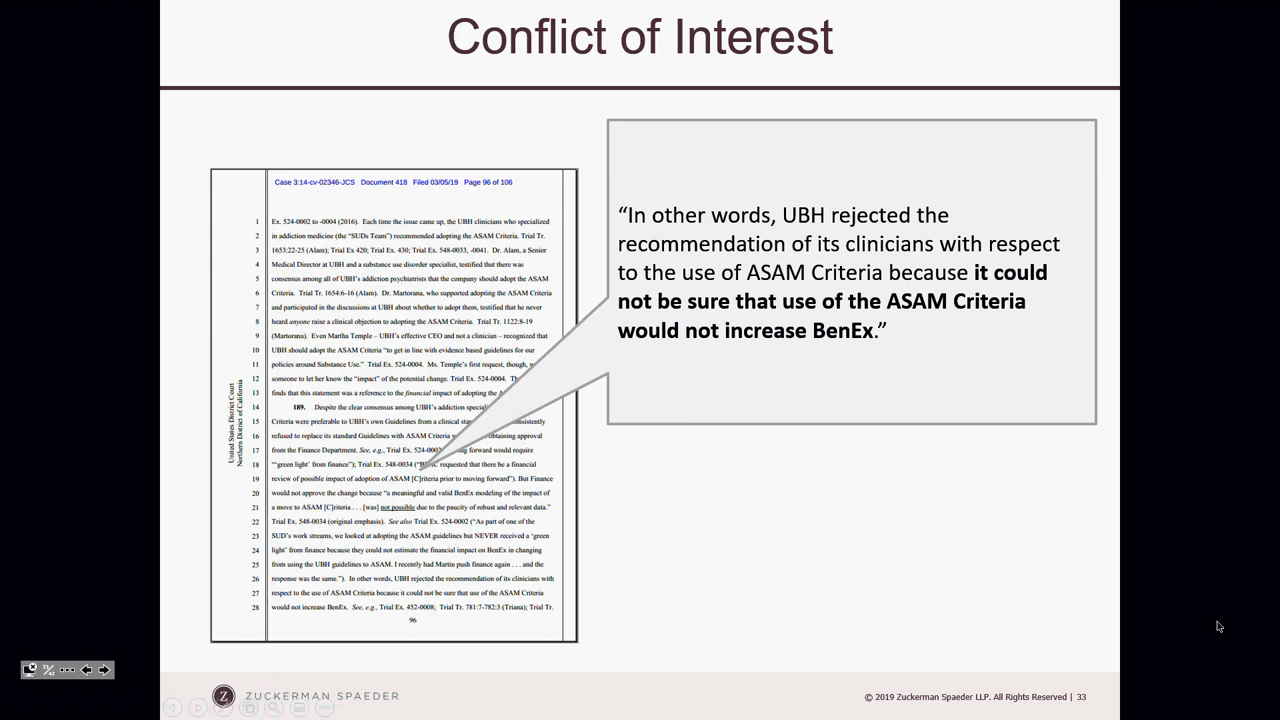 Conflict of Interest
Case 3:14-cv-02346-JCS Document 418 Filed 03/05/19 Page 96 of 106
United States District Court
Northern District of California
1 Ex. 524-0002 to -0004 (2016). Each time the issue came up, the UBH clinicians who specialized
2 in addiction medicine (the “SUDs Team”) recommended adopting the ASAM Criteria. Trial Tr.
3 1653:22-25 (Alam); Trial Ex 420; Trial Ex. 430; Trial Ex. 548-0033, -0041. Dr. Alam, a Senior
4 Medical Director at UBH and a substance use disorder specialist, testified that there was
5 consensus among all of UBH’s addiction psychiatrists that the company should adopt the ASAM
6 Criteria. Trial Tr. 1654:6-16 (Alam). Dr. Martorana, who supported adopting the ASAM Criteria
7 and participated in the discussions at UBH about whether to adopt them, testified that he never
8 heard anyone raise a clinical objection to adopting the ASAM Criteria. Trial Tr. 1122:8-19
9 (Martorana). Even Martha Temple – UBH’s effective CEO and not a clinician – recognized that
10 UBH should adopt the ASAM Criteria “to get in line with evidence based guidelines for our
11 policies around Substance Use.” Trial Ex. 524-0004. Ms. Temple’s first request, though,
12 someone to let her know the “impact” of the potential change. Trial Ex. 524-0004.
13 finds that this statement was a reference to the financial impact of adopting the
14 189. Despite the clear consensus among UBH’s addiction
15 Criteria were preferable to UBH’s own Guidelines from a clinical
16 refused to replace its standard Guidelines with ASAM Criteria obtaining approval
17 from the Finance Department. See, e.g., Trial Ex. forward would require
18 “‘green light’ from finance”); Trial Ex. 548-0034 requested that there be a financial
19 review of possible impact of adoption of ASAM [C]riteria prior to moving forward”). But Finance
20 would not approve the change because “a meaningful and valid BenEx modeling of the impact of
21 a move to ASAM [C]riteria . . . [was] not possible due to the paucity of robust and relevant data.”
22 Trial Ex. 548-0034 (original emphasis). See also Trial Ex. 524-0002 (“As part of one of the
23 SUD’s work streams, we looked at adopting the ASAM guidelines but NEVER received a ‘green
24 light’ from finance because they could not estimate the financial impact on BenEx in changing
25 from using the UBH guidelines to ASAM. I recently had Martin push finance again . . . and the
26 response was the same.”). In other words, UBH rejected the recommendation of its clinicians with
27 respect to the use of ASAM Criteria because it could not be sure that use of the ASAM Criteria
28 would not increase BenEx. See, e.g., Trial Ex. 452-0008; Trial Tr. 781:7-782:3 (Triana); Trial Tr.
96
“In other words, UBH rejected the
recommendation of its clinicians with respect
to the use of ASAM Criteria because it could
not be sure that use of the ASAM Criteria
would not increase BenEx.”
33/42
Z ZUCKERMAN SPAEDER
© 2019 Zuckerman Spaeder LLP. All Rights Reserved | 33